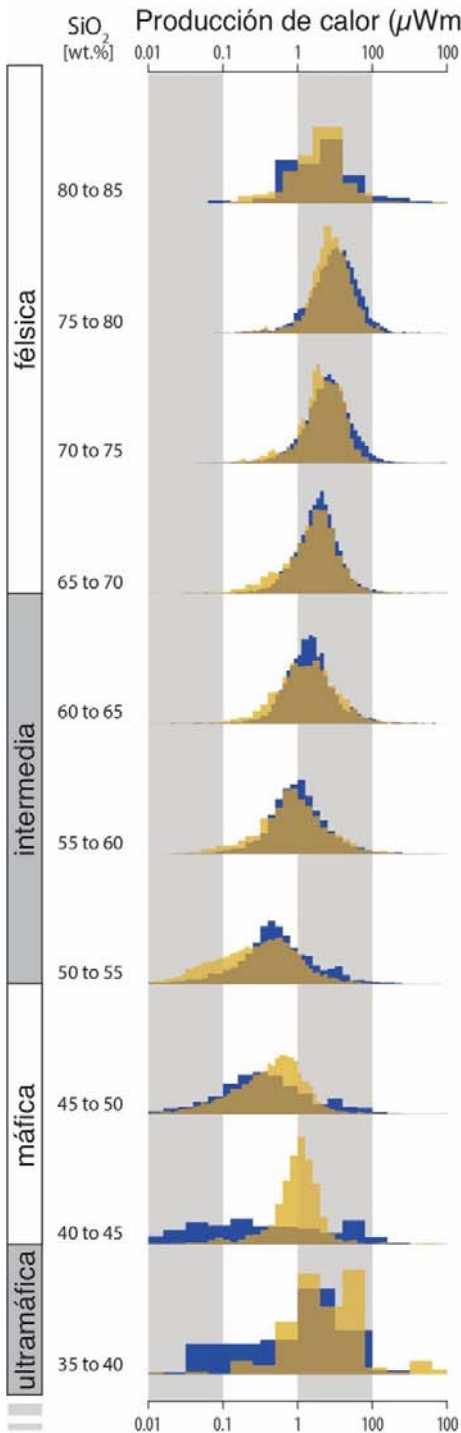 SiO2
[wt.%]
Producción de calor (µWm
0.01 0.1 1 100 100
félsica
80 to 85
75 to 80
70 to 75
65 to 70
intermedia
60 to 65
55 to 60
50 to 55
máfica
45 to 50
40 to 45
ultramáfica
35 to 40
0.01 0.1 1 100 100